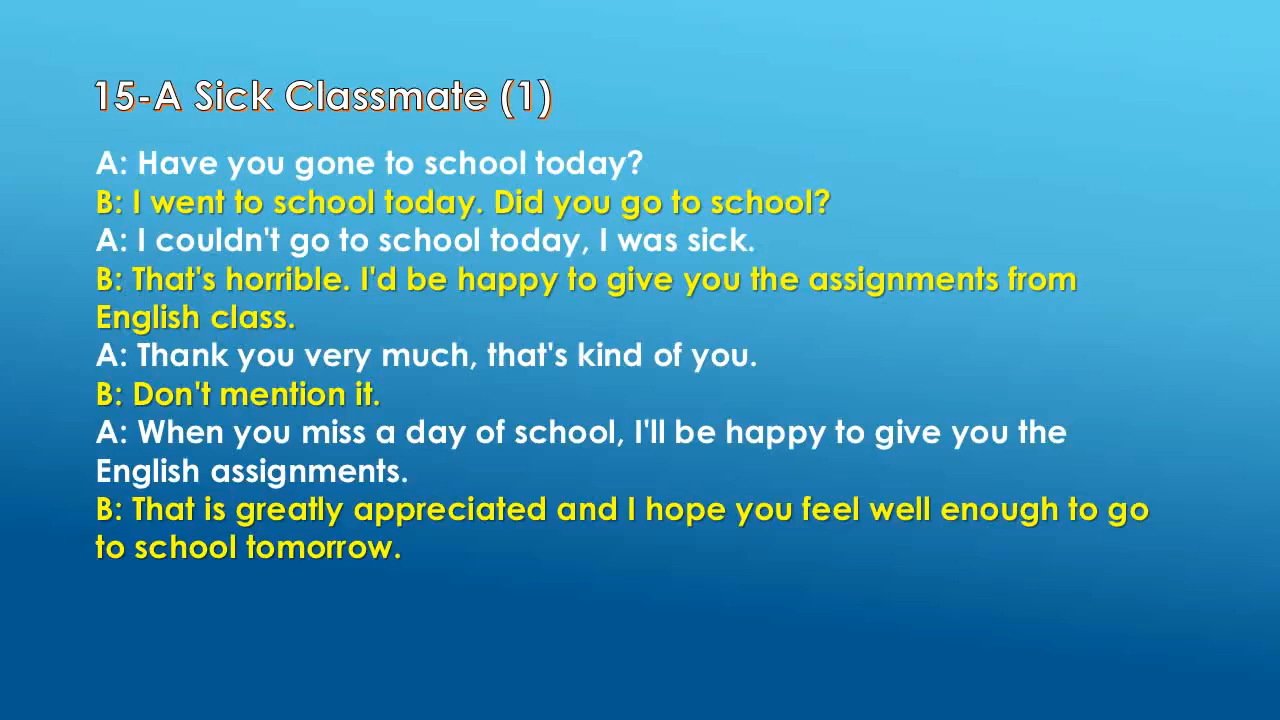 15-A Sick Classmate (1)
A: Have you gone to school today?
B: I went to school today. Did you go to school?
A: I couldn't go to school today, I was sick.
B: That's horrible. I'd be happy to give you the assignments from
English class.
A: Thank you very much, that's kind of you.
B: Don't mention it.
A: When you miss a day of school, I'll be happy to give you the
English assignments.
B: That is greatly appreciated and I hope you feel well enough to go
to school tomorrow.